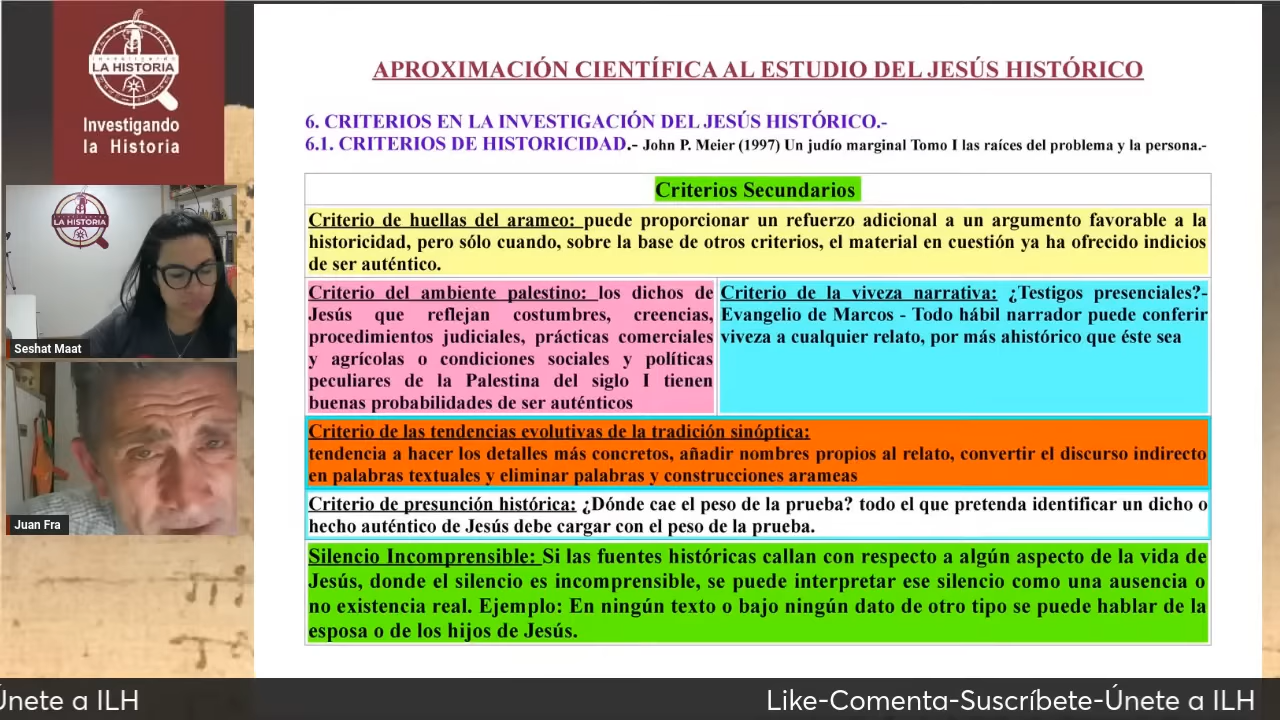 LA HISTORIA
Investigando
la Historia
LA HISTORIA
Seshat Maat
Juan Fra
APROXIMACIÓN CIENTÍFICA AL ESTUDIO DEL JESÚS HISTÓRICO
6. CRITERIOS EN LA INVESTIGACIÓN DEL JESÚS HISTÓRICO.-
6.1. CRITERIOS DE HISTORICIDAD.- John P. Meier (1997) Un judío marginal Tomo I las raíces del problema y la persona.-
Criterios Secundarios
Criterio de huellas del arameo: puede proporcionar un refuerzo adicional a un argumento favorable a la
historicidad, pero sólo cuando, sobre la base de otros criterios, el material en cuestión ya ha ofrecido indicios
de ser auténtico.
Criterio del ambiente palestino: los dichos de
Jesús que reflejan costumbres, creencias,
procedimientos judiciales, prácticas comerciales
y agrícolas o condiciones sociales y políticas
peculiares de la Palestina del siglo I tienen
buenas probabilidades de ser auténticos
Criterio de la viveza narrativa: ¿Testigos presenciales?-
Evangelio de Marcos - Todo hábil narrador puede conferir
viveza a cualquier relato, por más ahistórico que éste sea
Criterio de las tendencias evolutivas de la tradición sinóptica:
tendencia a hacer los detalles más concretos, añadir nombres propios al relato, convertir el discurso indirecto
en palabras textuales y eliminar palabras y construcciones arameas
Criterio de presunción histórica: ¿Dónde cae el peso de la prueba? todo el que pretenda identificar un dicho o
hecho auténtico de Jesús debe cargar con el peso de la prueba.
Silencio Incomprensible: Si las fuentes históricas callan con respecto a algún aspecto de la vida de
Jesús, donde el silencio es incomprensible, se puede interpretar ese silencio como una ausencia o
no existencia real. Ejemplo: En ningún texto o bajo ningún dato de otro tipo se puede hablar de la
esposa o de los hijos de Jesús.
Únete a ILH
Like-Comenta-Suscríbete-Únete a ILH